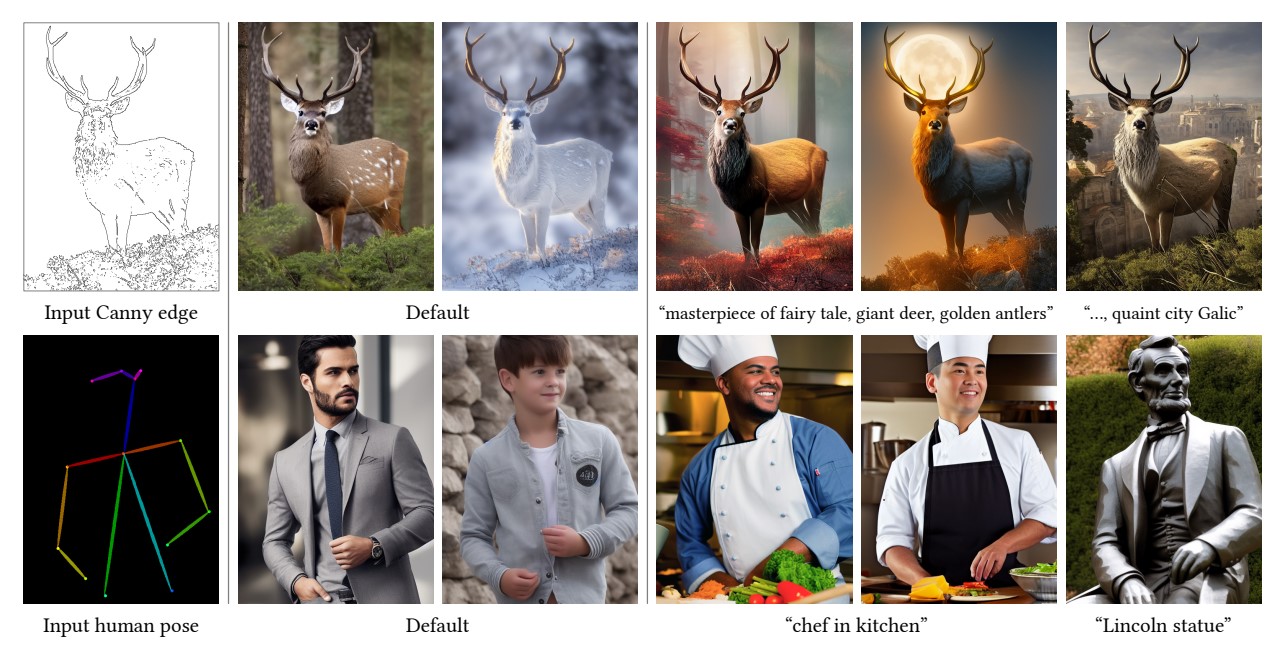 Input Canny edge
Default
“masterpiece of fairy tale, giant deer, golden antlers”
“..., quaint city Galic”
Input human pose
Default
“chef in kitchen”
“Lincoln statue”